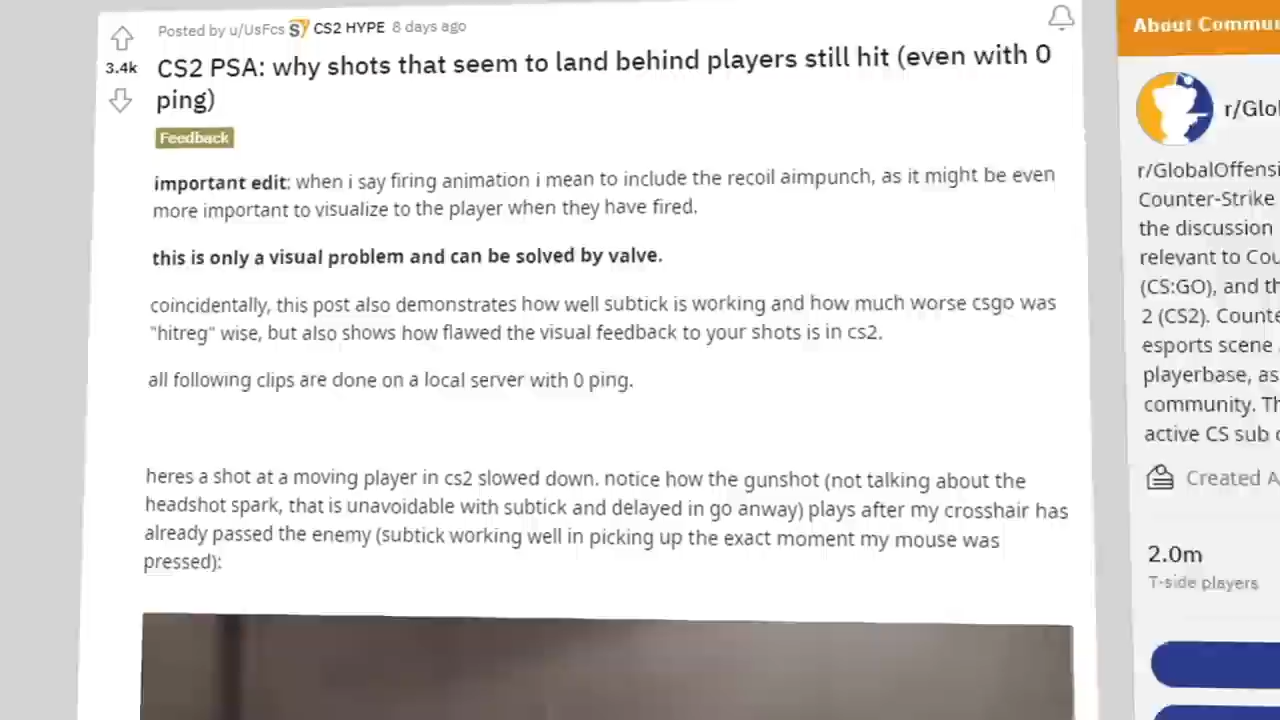 Posted by u/UsFcs CS2 HYPE 8 days ago
3.4k
CS2 PSA: why shots that seem to land behind players still hit (even with 0
ping)
Feedback
important edit: when i say firing animation i mean to include the recoil aimpunch, as it might be even
more important to visualize to the player when they have fired.
this is only a visual problem and can be solved by valve.
coincidentally, this post also demonstrates how well subtick is working and how much worse csgo was
"hitreg" wise, but also shows how flawed the visual feedback to your shots is in cs2.
all following clips are done on a local server with 0 ping.
heres a shot at a moving player in cs2 slowed down. notice how the gunshot (not talking about the
headshot spark, that is unavoidable with subtick and delayed in go anway) plays after my crosshair has
already passed the enemy (subtick working well in picking up the exact moment my mouse was
pressed):
About Commu
r/Glo
r/GlobalOffensi
Counter-Strike
the discussion
relevant to Cou
(CS:GO), and th
2 (CS2). Counte
esports scene
playerbase, as
community. Th
active CS sub
Created A
2.0m
T-side players